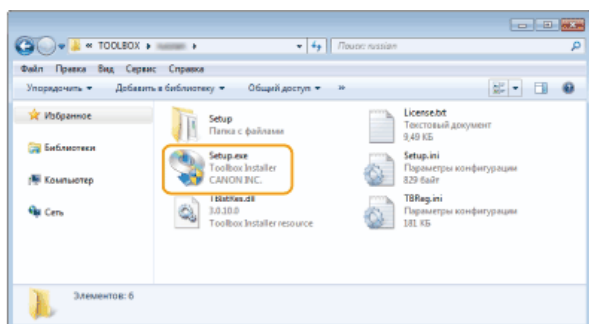 TOOLBOX
Поиск: russian
Файл Правка Вид Сервис Справка
Упорядочить Добавить в библиотеку Общий доступ »
Избранное
Библиотеки
Компьютер
Сеть
Setup
Папка с файлами
Setup.exe
Toolbox Installer
CANON INC.
TBInstRes.dll
3.0.10.0
Toolbox Installer resource
License.txt
Текстовый документ
9,49 КБ
Setup.ini
Параметры конфигурации
829 байт
TBReg.ini
Параметры конфигурации
181 КБ
Элементов: 6